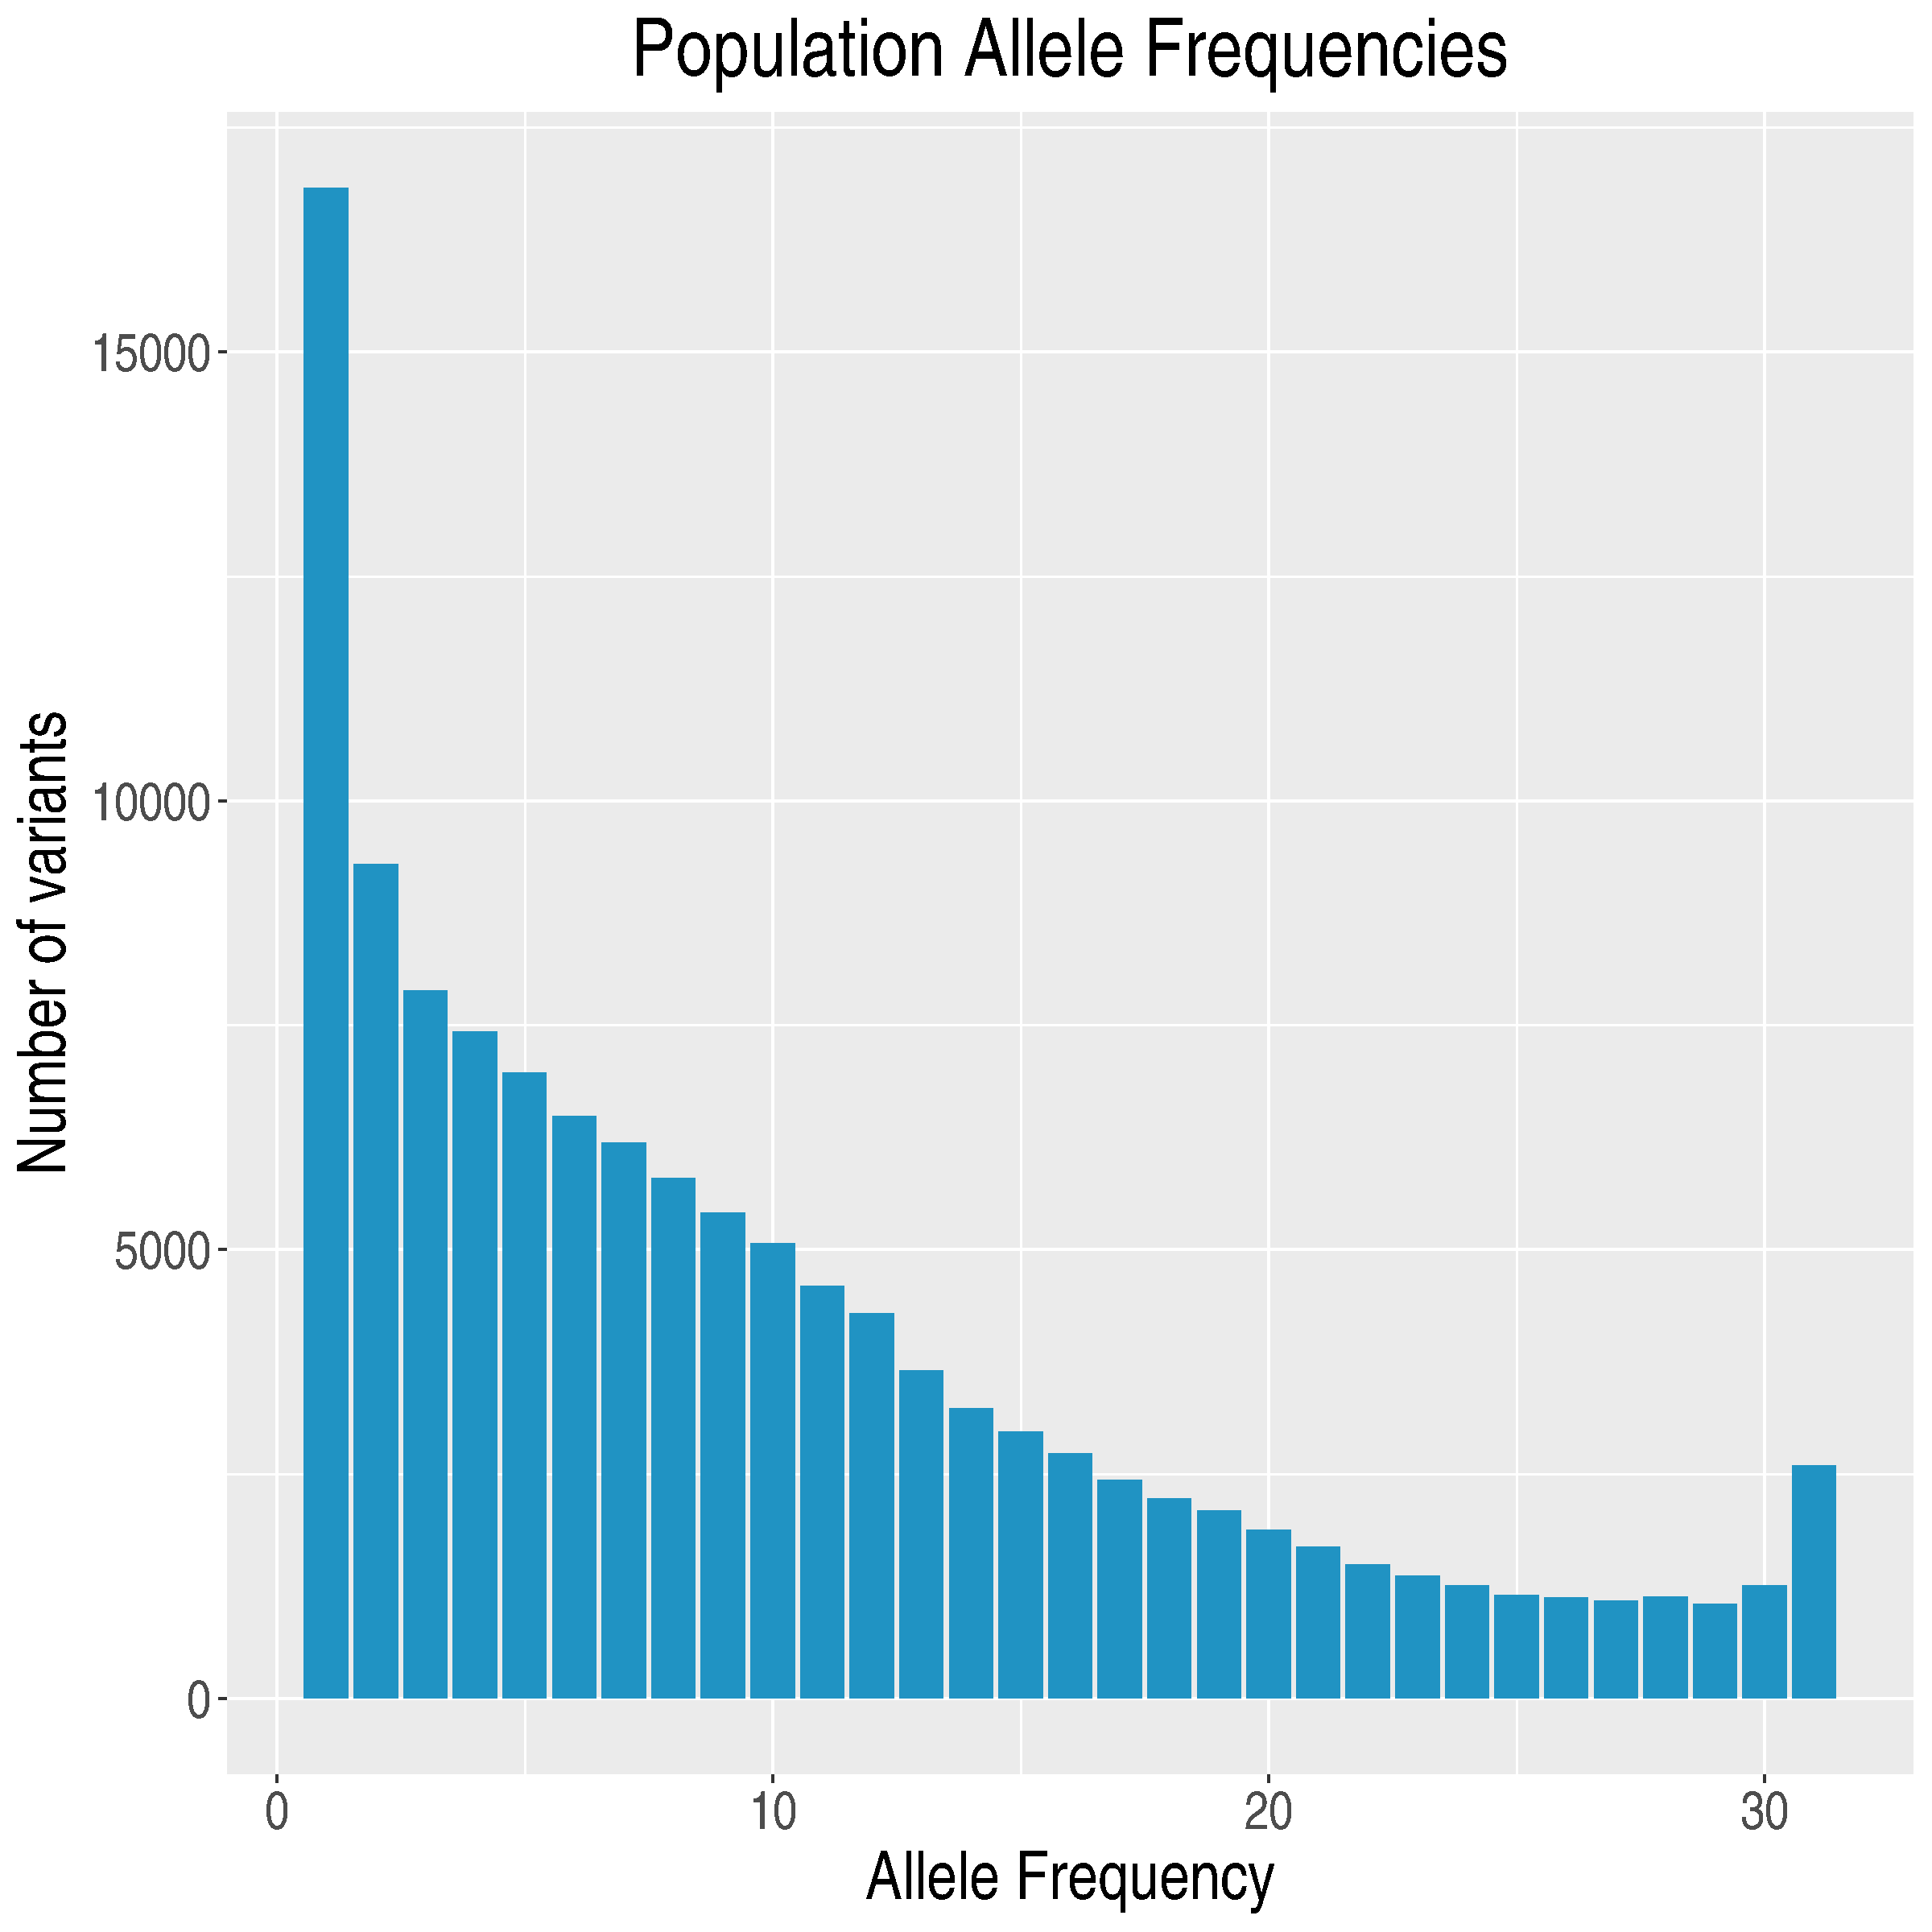 Population Allele Frequencies
Number of variants
15000
10000
5000
0
0 10 20 30
Allele Frequency